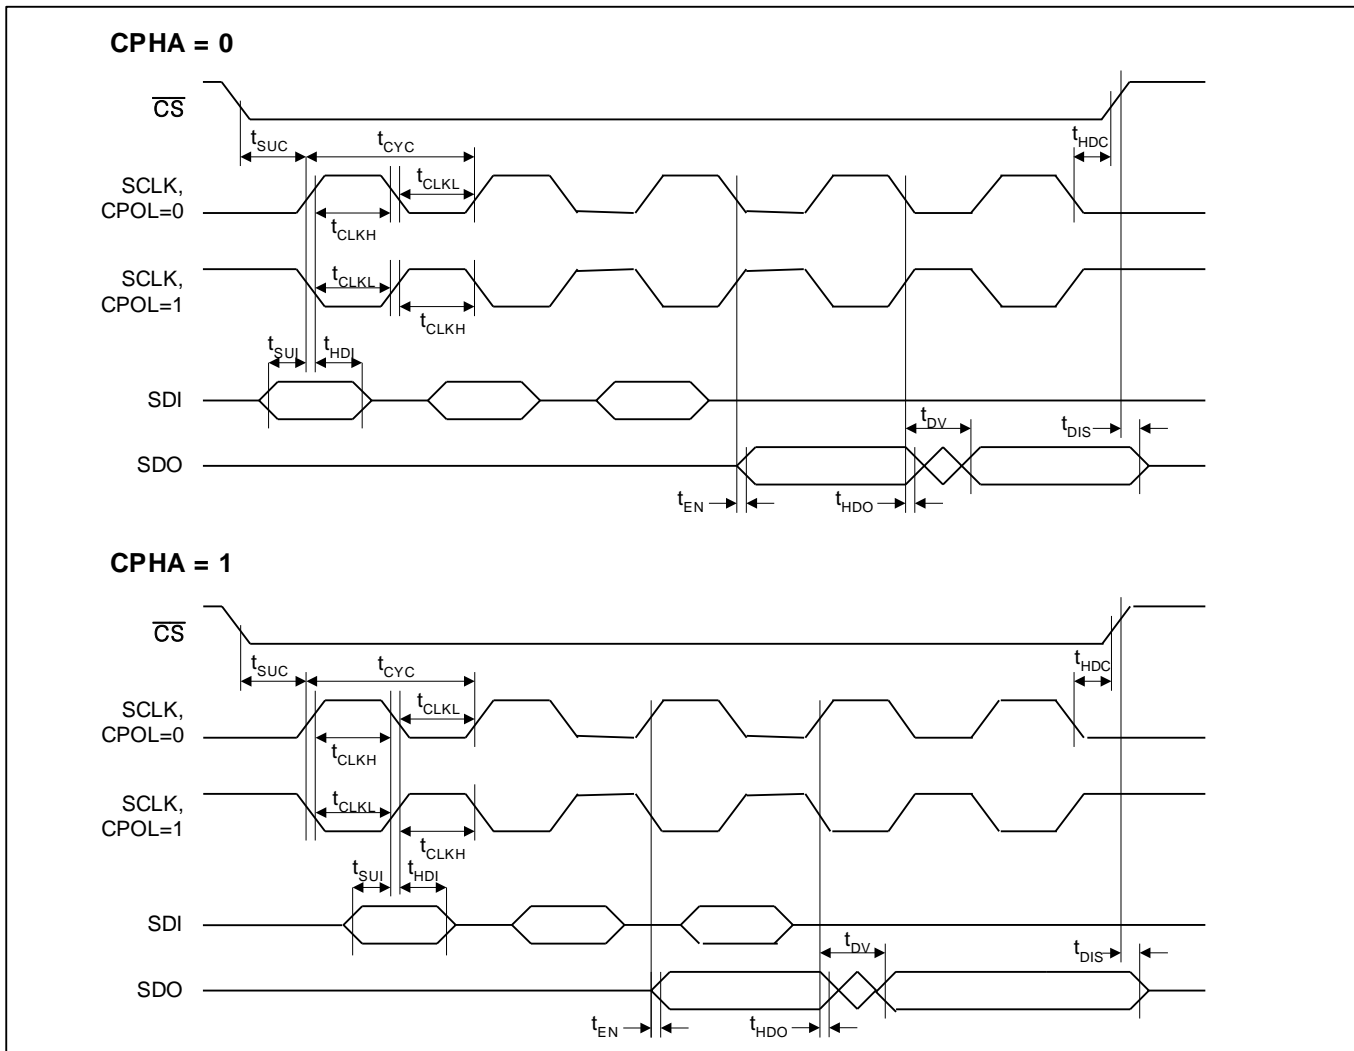 CPHA = 0
CS
tSUC
tCYC
tHDC
SCLK,
CPOL=0
tCLKL
tCLKH
SCLK,
CPOL=1
tCLKL
tCLKH
tSUI
tHDI
SDI
tDV
tDIS
SDO
tEN
tHDO
CPHA = 1
CS
tSUC
tCYC
tHDC
SCLK,
CPOL=0
tCLKL
tCLKH
SCLK,
CPOL=1
tCLKL
tCLKH
tSUI
tHDI
SDI
tDV
tDIS
SDO
tEN
tHDO